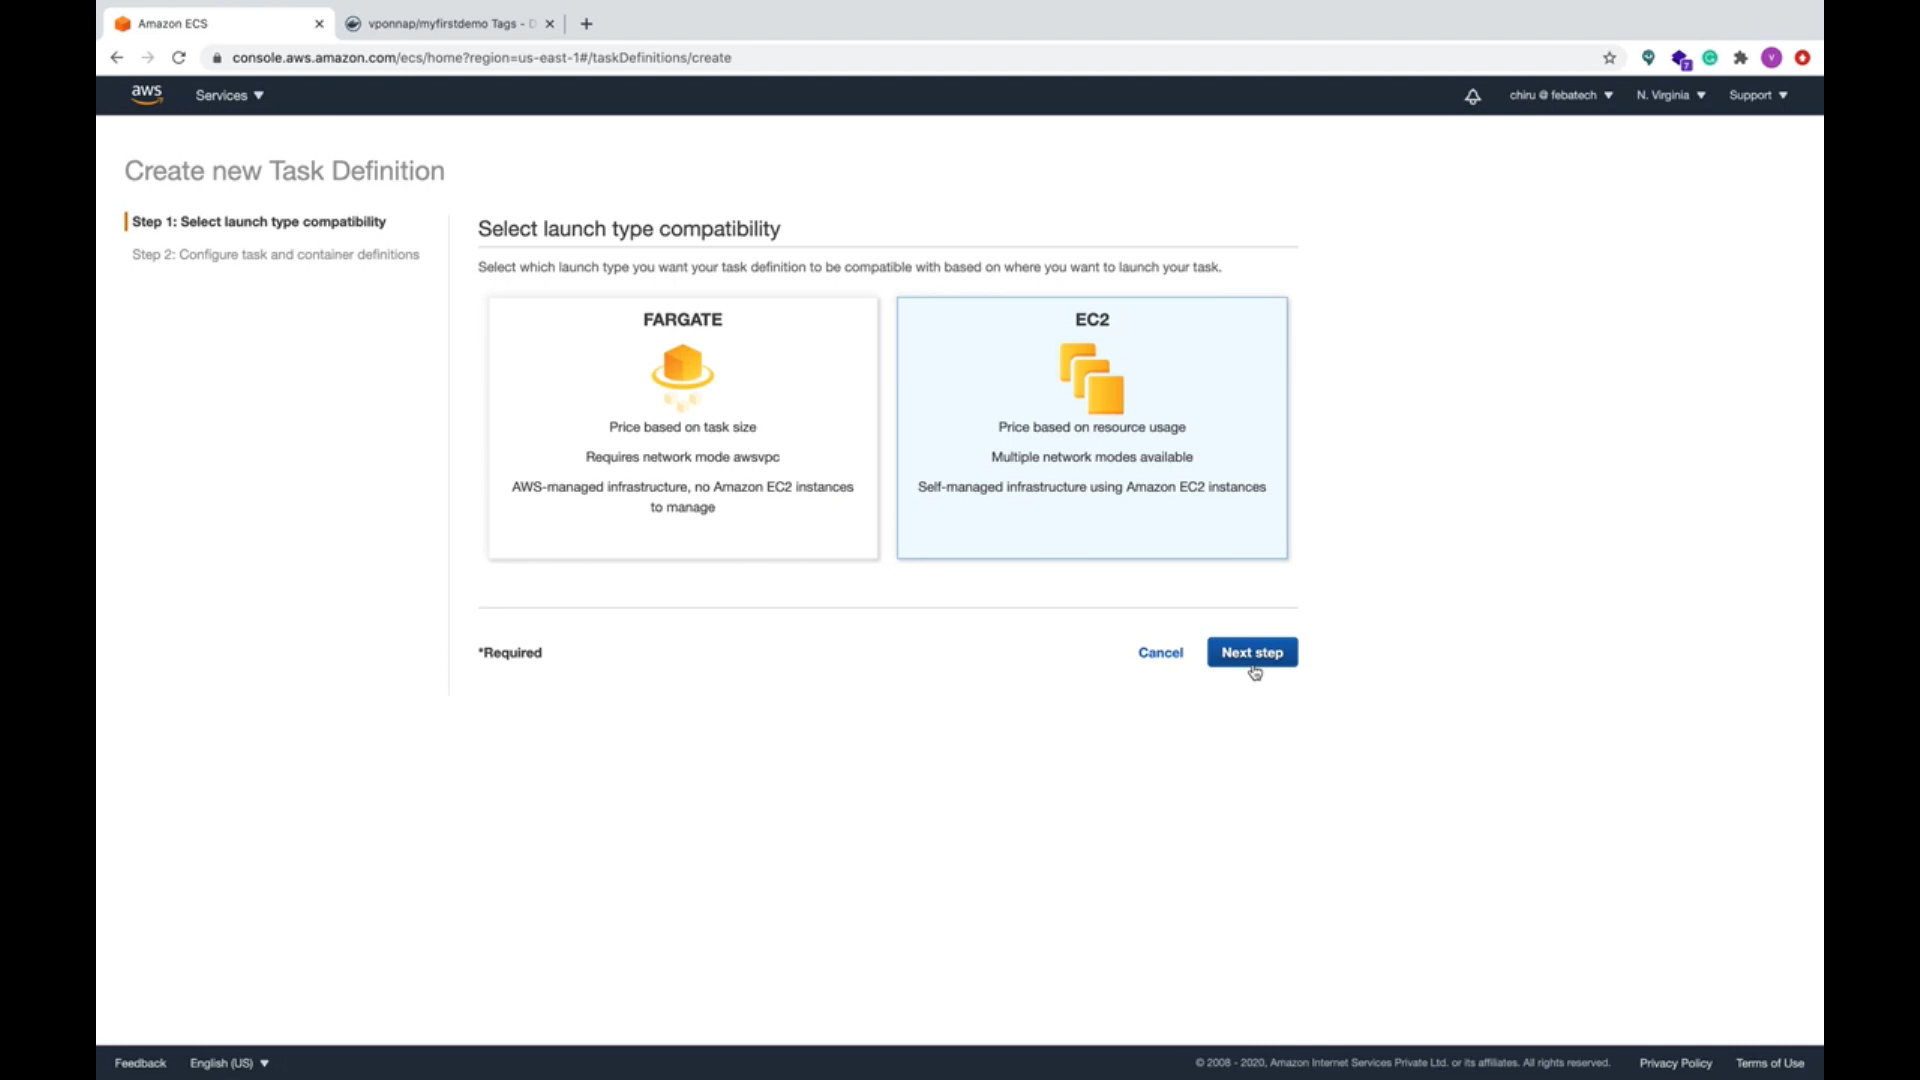 Amazon ECS
vponnap/myfirstdemo Tags - D
console.aws.amazon.com/ecs/home?region=us-east-1#/taskDefinitions/create
7
V
aws
Services
chiru @ febatech
N. Virginia
Support
Create new Task Definition
Step 1: Select launch type compatibility
Step 2: Configure task and container definitions
Select launch type compatibility
Select which launch type you want your task definition to be compatible with based on where you want to launch your task.
FARGATE
Price based on task size
Requires network mode awsvpc
AWS-managed infrastructure, no Amazon EC2 instances
to manage
EC2
Price based on resource usage
Multiple network modes available
Self-managed infrastructure using Amazon EC2 instances
*Required
Cancel
Next step
Feedback
English (US)
© 2008 - 2020, Amazon Internet Services Private Ltd. or its affiliates. All rights reserved.
Privacy Policy
Terms of Use